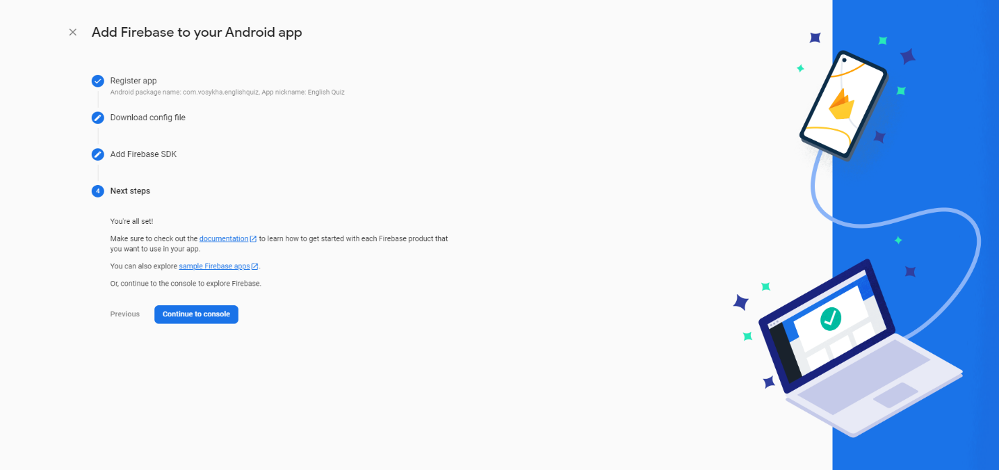 Add Firebase to your Android app
Register app
Android package name: com.vosykha.englishquiz, App nickname: English Quiz
Download config file
Add Firebase SDK
4 Next steps
You're all set!
Make sure to check out the documentation to learn how to get started with each Firebase product that
you want to use in your app.
You can also explore sample Firebase apps.
Or, continue to the console to explore Firebase.
Previous Continue to console